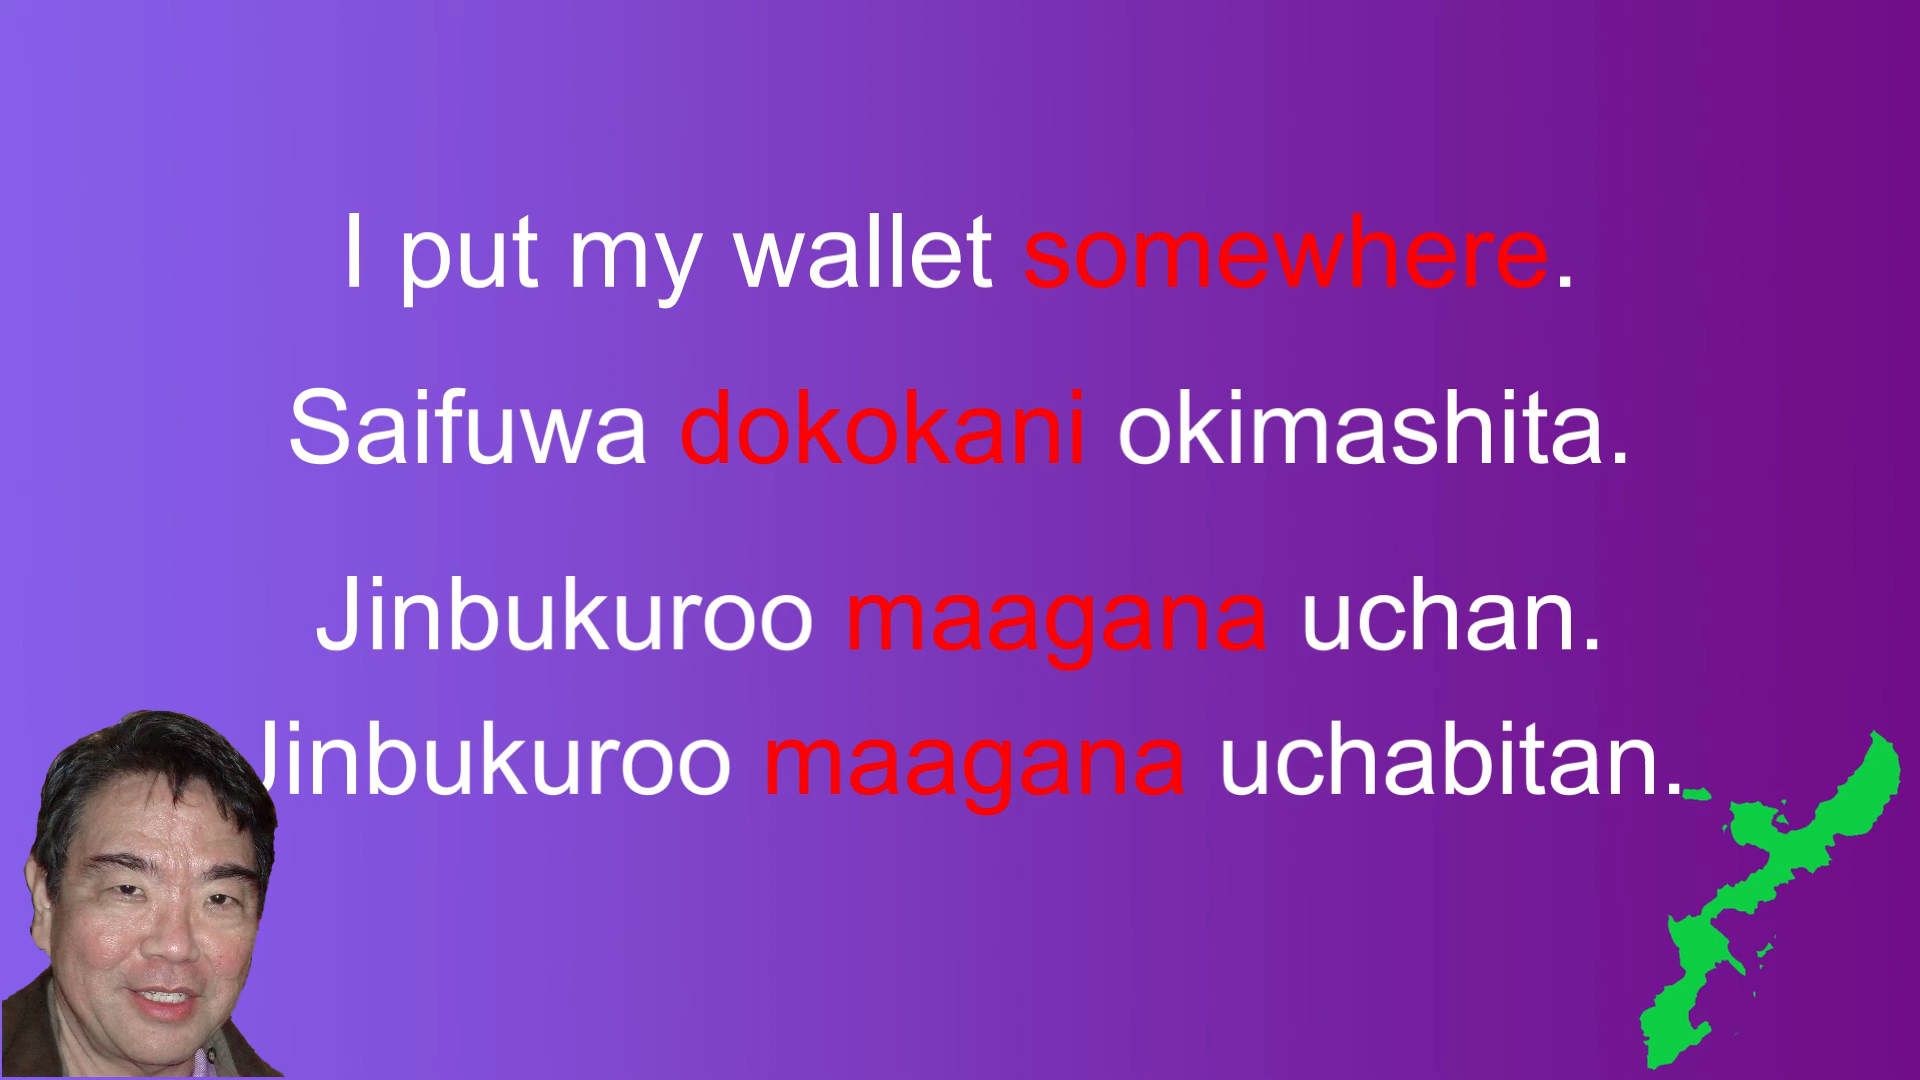 I put my wallet somewhere.
Saifuwa dokokani okimashita.
Jinbukuroo maagana uchan.
Jinbukuroo maagana uchabitan.